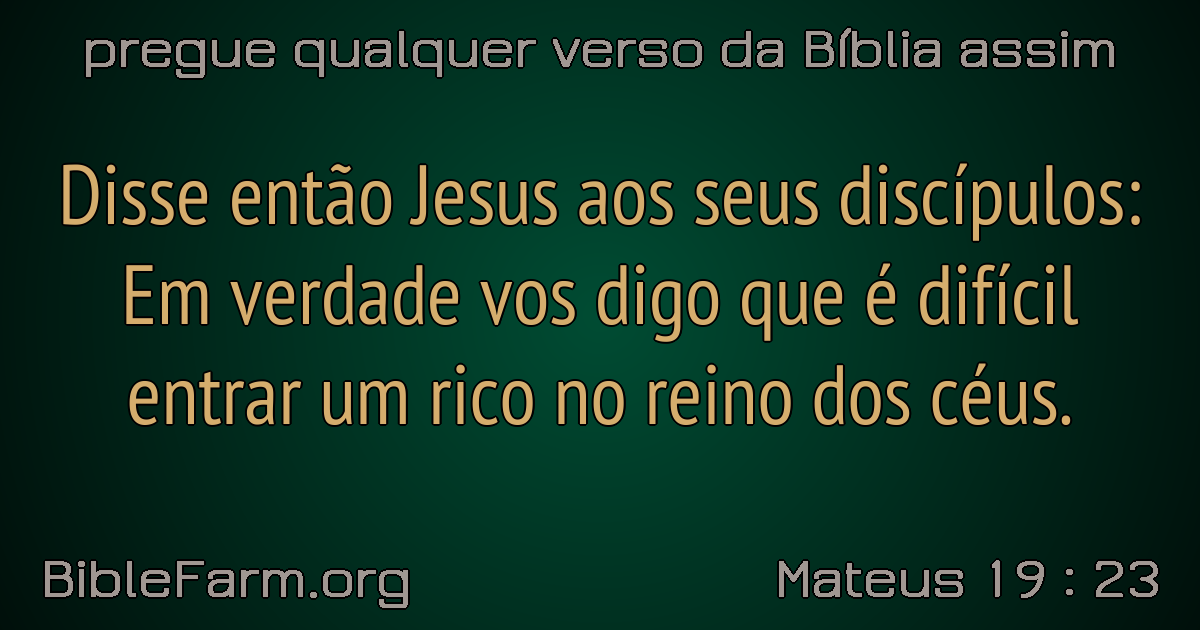 pregue qualquer verso da Bíblia assim
Disse então Jesus aos seus discípulos:
Em verdade vos digo que é difícil
entrar um rico no reino dos céus.
BibleFarm.org
Mateus 19 : 23